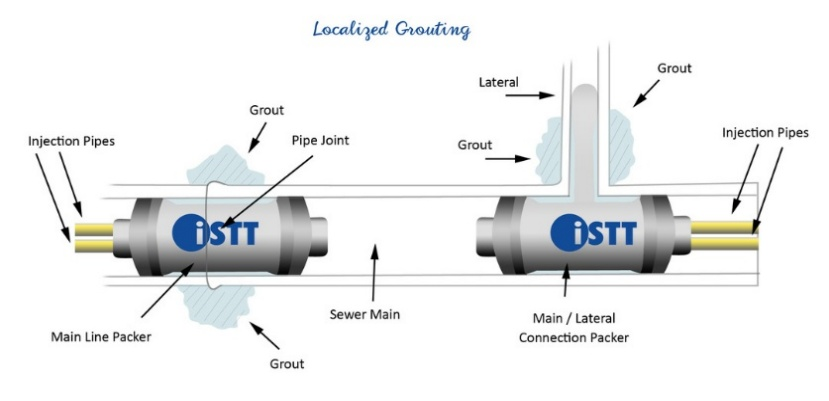 Localized Grouting
Lateral
Grout
Grout
Injection Pipes
Pipe Joint
Grout
Injection Pipes
iSTT
iSTT
Main Line Packer
Sewer Main
Main / Lateral
Connection Packer
Grout